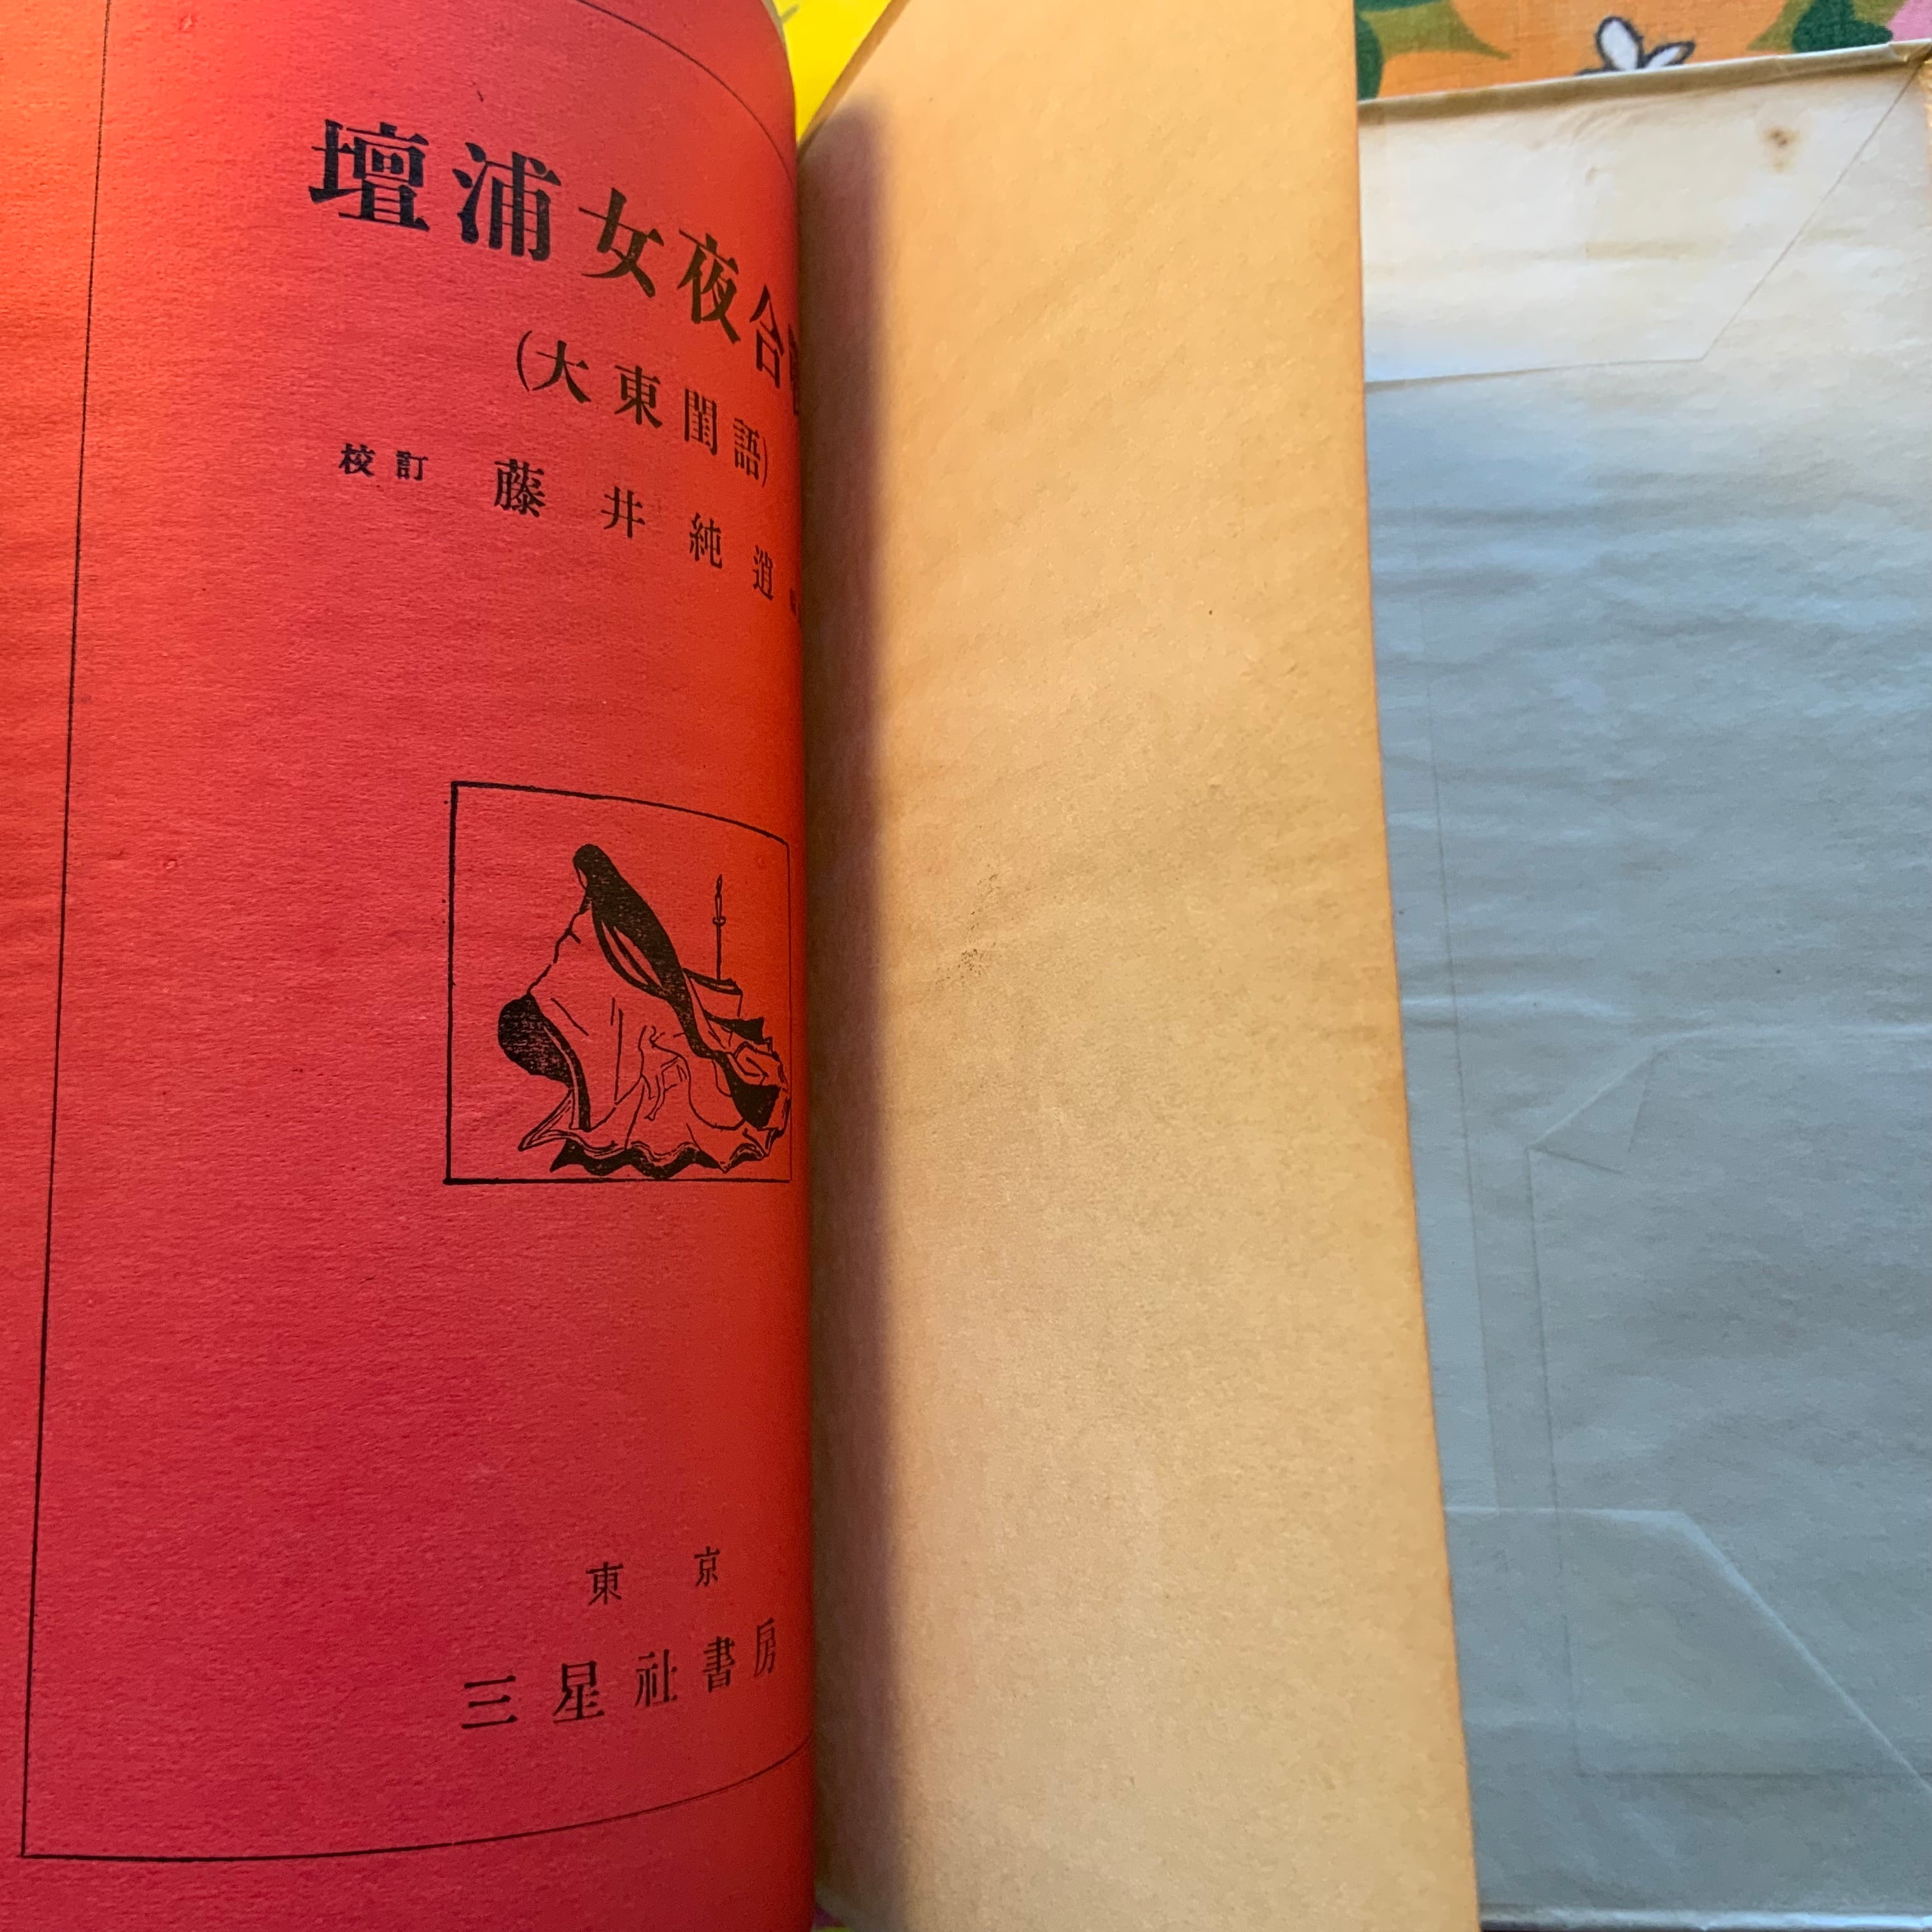 壇浦女夜合
(大東閨語)
校訂 藤井純逍
東京
三星社書房